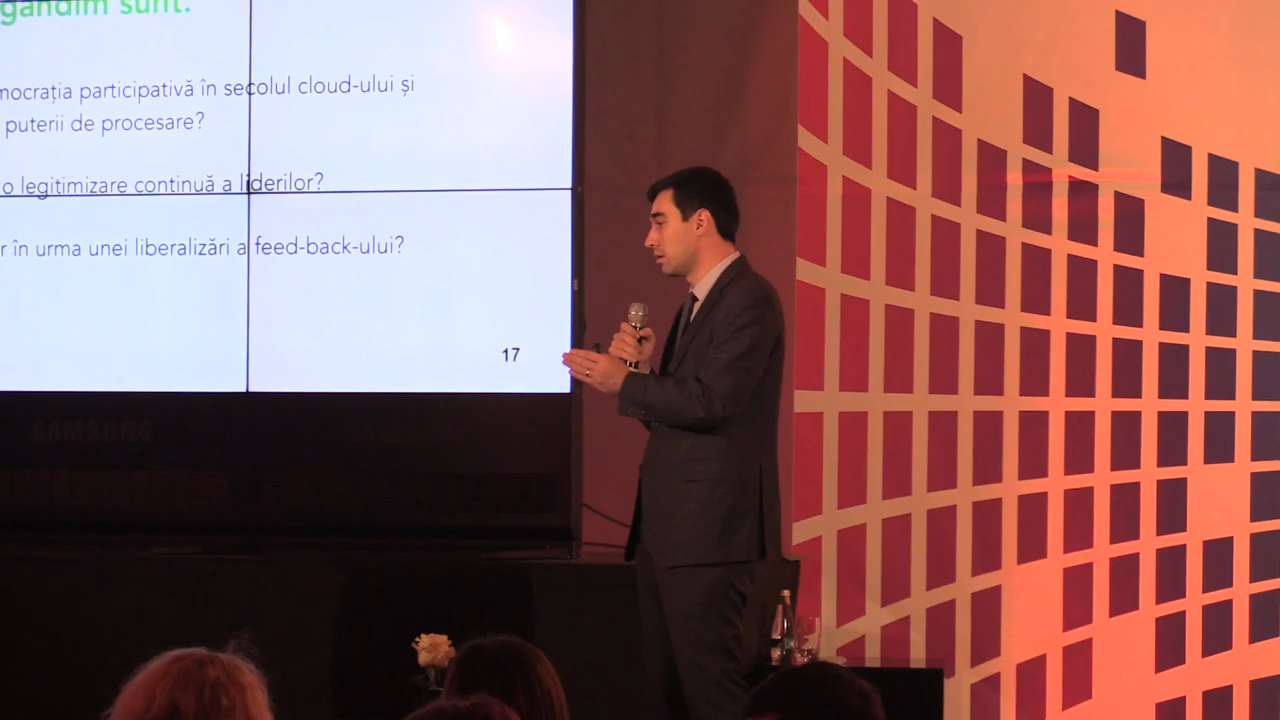 gândim sunt:
mocrația participativă în secolul cloud-ului și
puterii de procesare?
o legitimizare continuă a liderilor?
r în urma unei liberalizări a feed-back-ului?
17
SAMSUNG